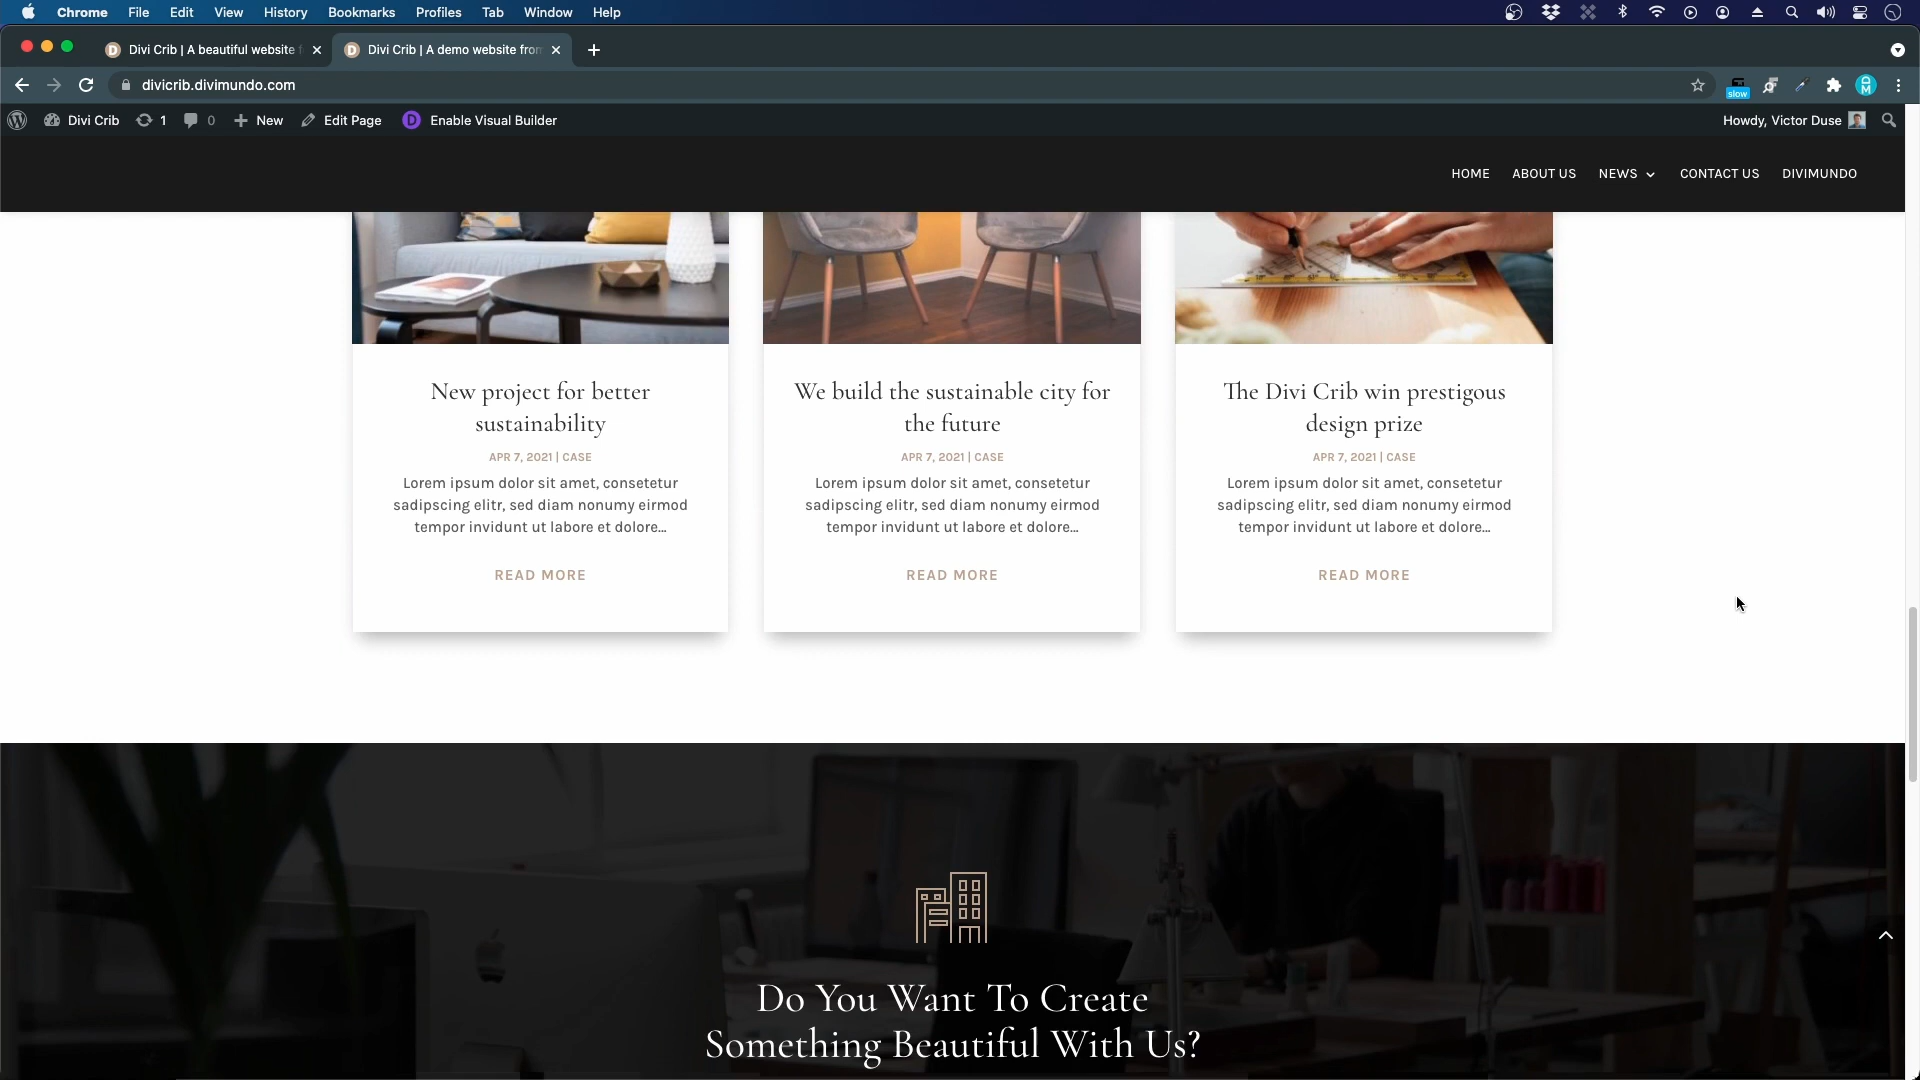 Chrome File Edit View History Bookmarks Profiles Tab Window Help
Divi Crib | A beautiful website
Divi Crib | A demo website from
divicrib.divimundo.com
slow
Divi Crib 1 0 New Edit Page Enable Visual Builder
Howdy, Victor Duse
HOME ABOUT US NEWS CONTACT US DIVIMUNDO
New project for better
sustainability
APR 7, 2021 | CASE
Lorem ipsum dolor sit amet, consetetur
sadipscing elitr, sed diam nonumy eirmod
tempor invidunt ut labore et dolore...
READ MORE
We build the sustainable city for
the future
APR 7, 2021 | CASE
Lorem ipsum dolor sit amet, consetetur
sadipscing elitr, sed diam nonumy eirmod
tempor invidunt ut labore et dolore...
READ MORE
The Divi Crib win prestigous
design prize
APR 7, 2021 | CASE
Lorem ipsum dolor sit amet, consetetur
sadipscing elitr, sed diam nonumy eirmod
tempor invidunt ut labore et dolore...
READ MORE
Do You Want To Create
Something Beautiful With Us?